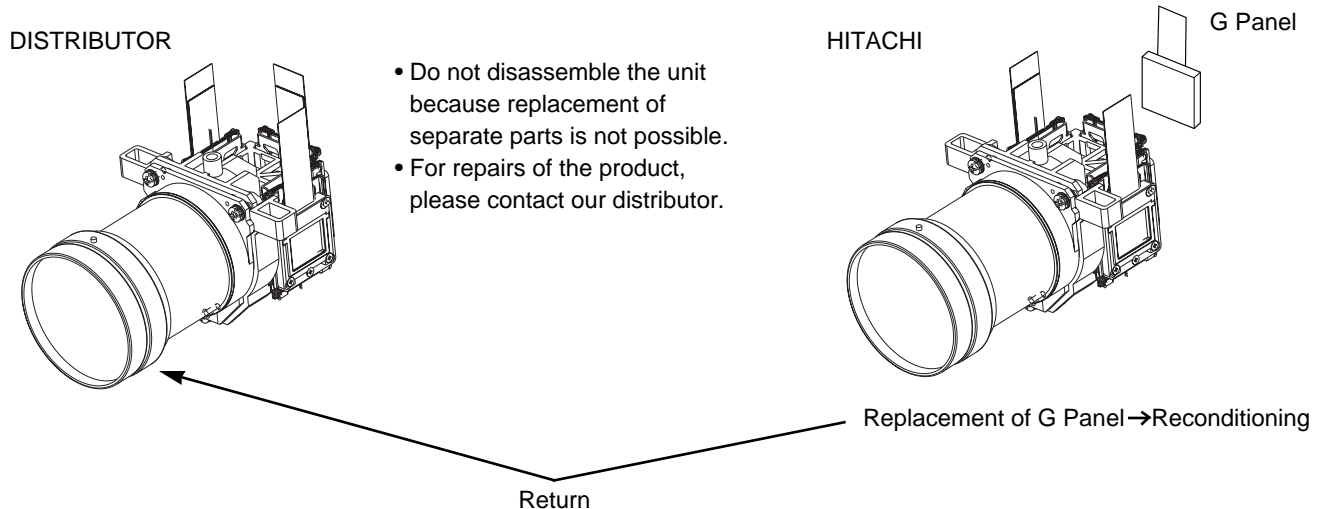 DISTRIBUTOR
• Do not disassemble the unit
because replacement of
separate parts is not possible.
• For repairs of the product,
please contact our distributor.
HITACHI
G Panel
Replacement of G Panel→Reconditioning
Return